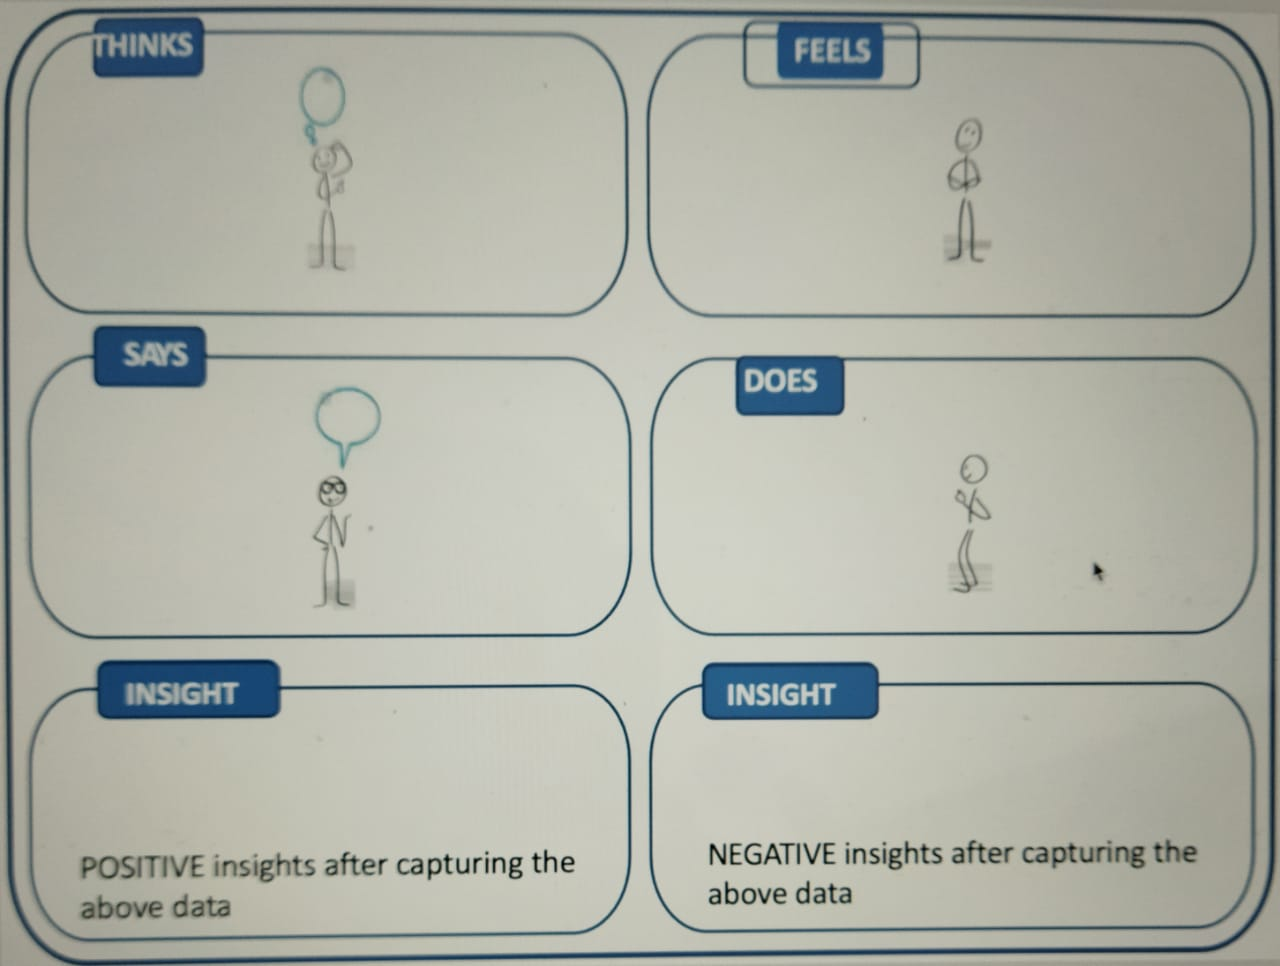 THINKS
FEELS
SAYS
DOES
INSIGHT
POSITIVE insights after capturing the
above data
INSIGHT
NEGATIVE insights after capturing the
above data